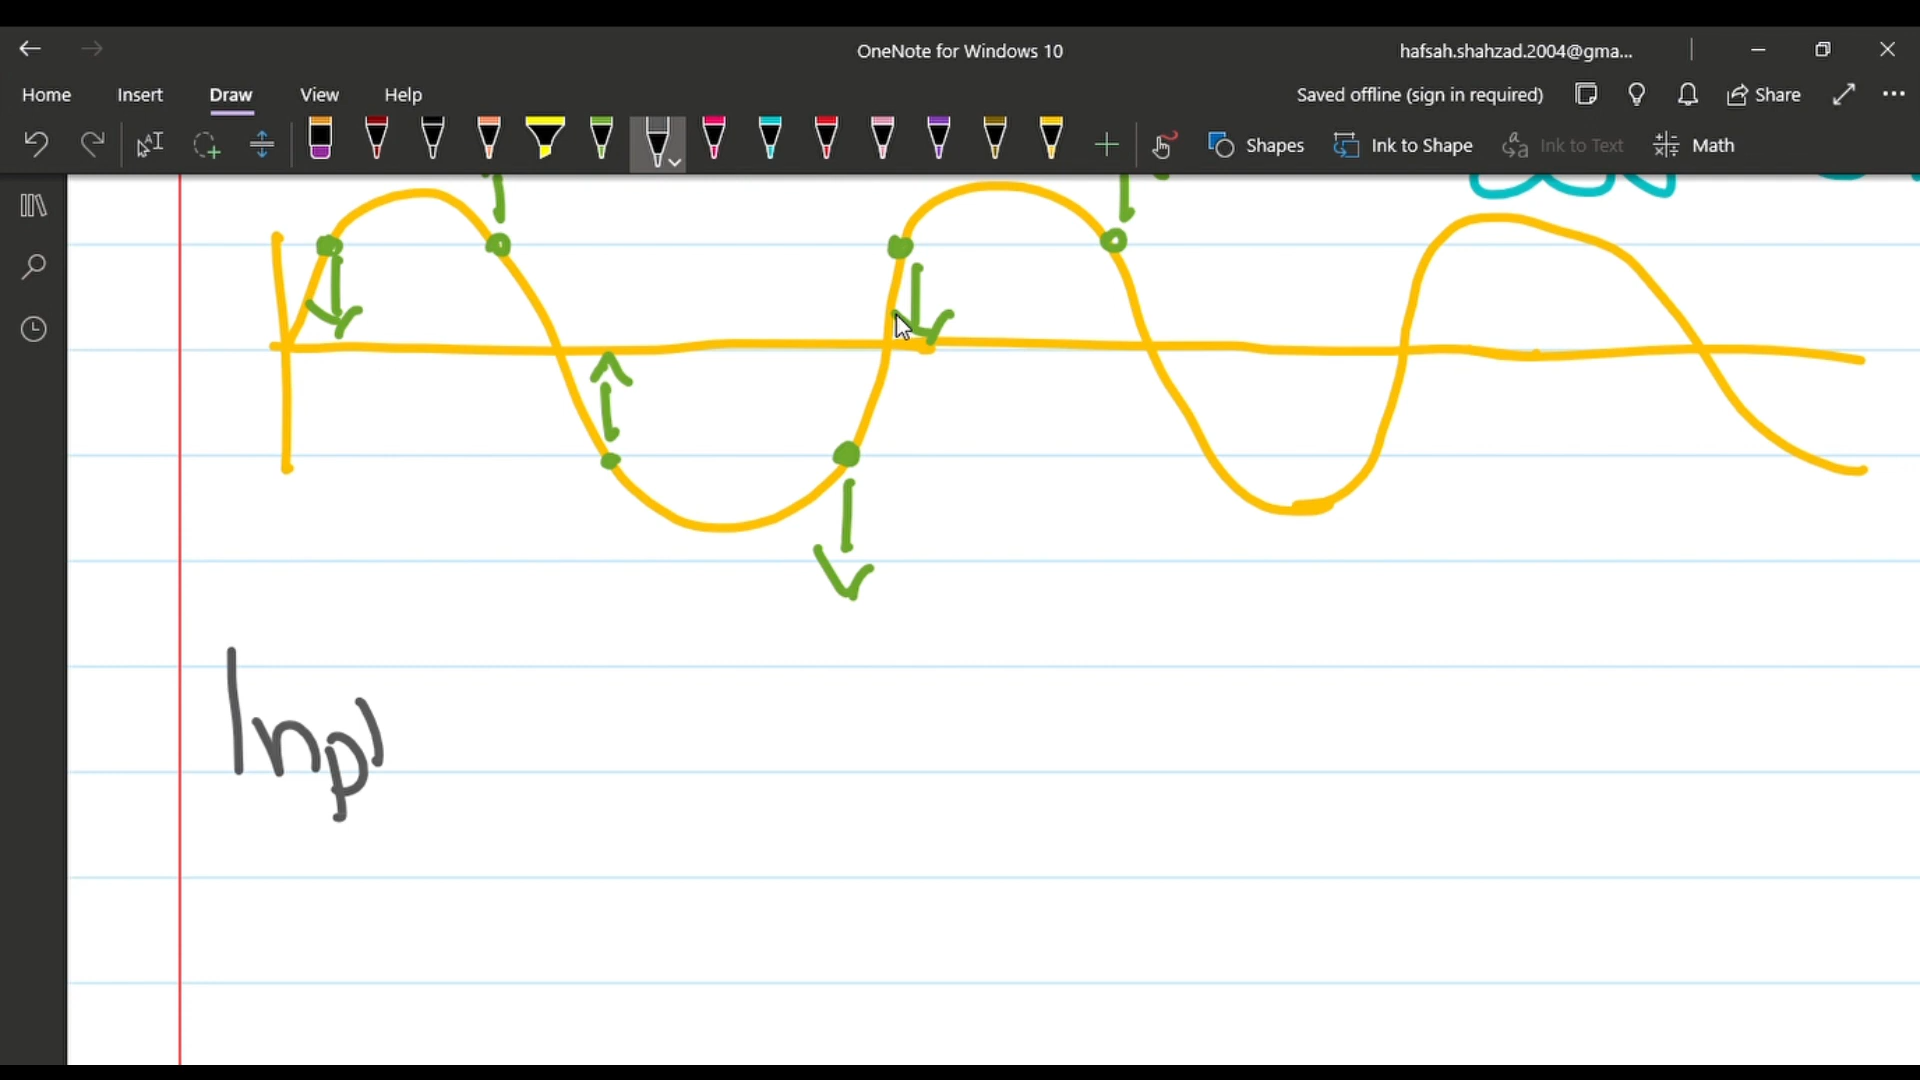 OneNote for Windows 10
hafsah.shahzad.2004@gma...
Home Insert Draw View Help
Saved offline (sign in required) Share
Shapes Ink to Shape Ink to Text Math